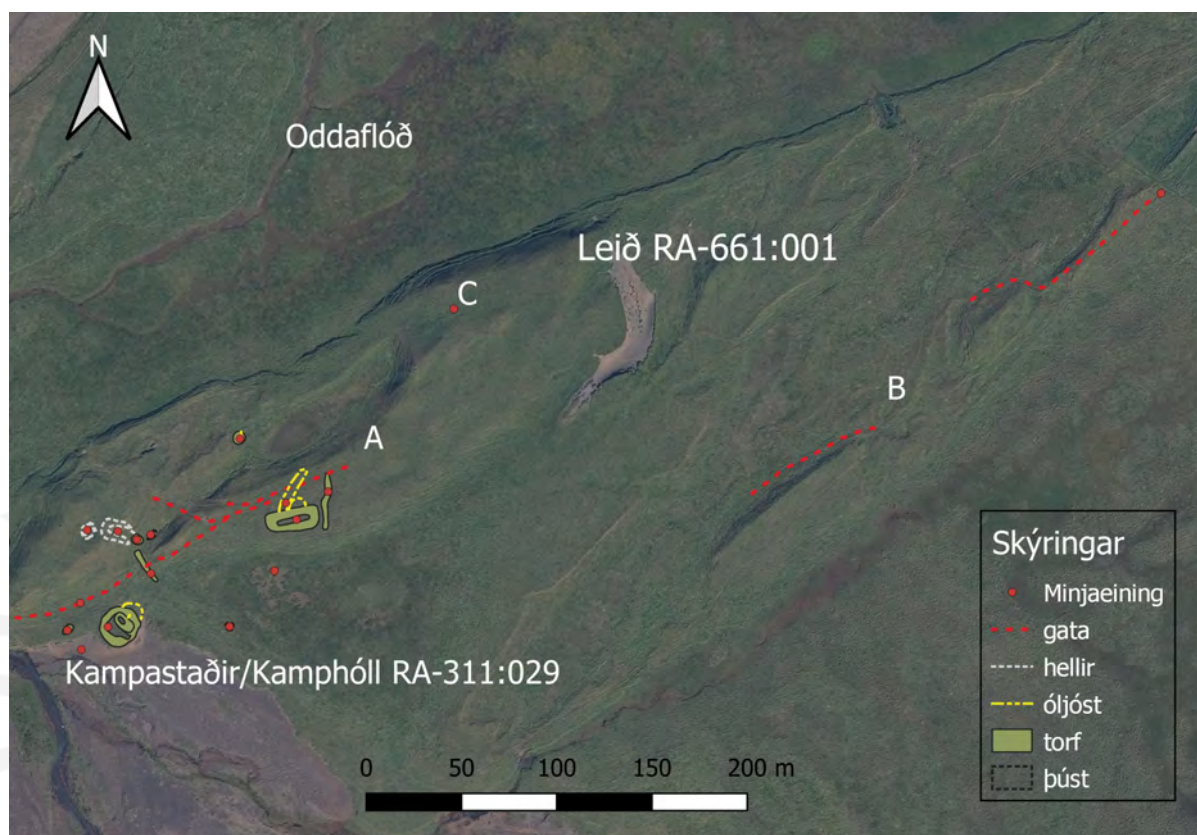 N
Oddaflóð
Leið RA-661:001
C
B
A
Kampastaðir/Kamphóll RA-311:029
0 50 100 150 200 m
Skýringar
Minjaeining
gata
hellir
óljóst
torf
þúst